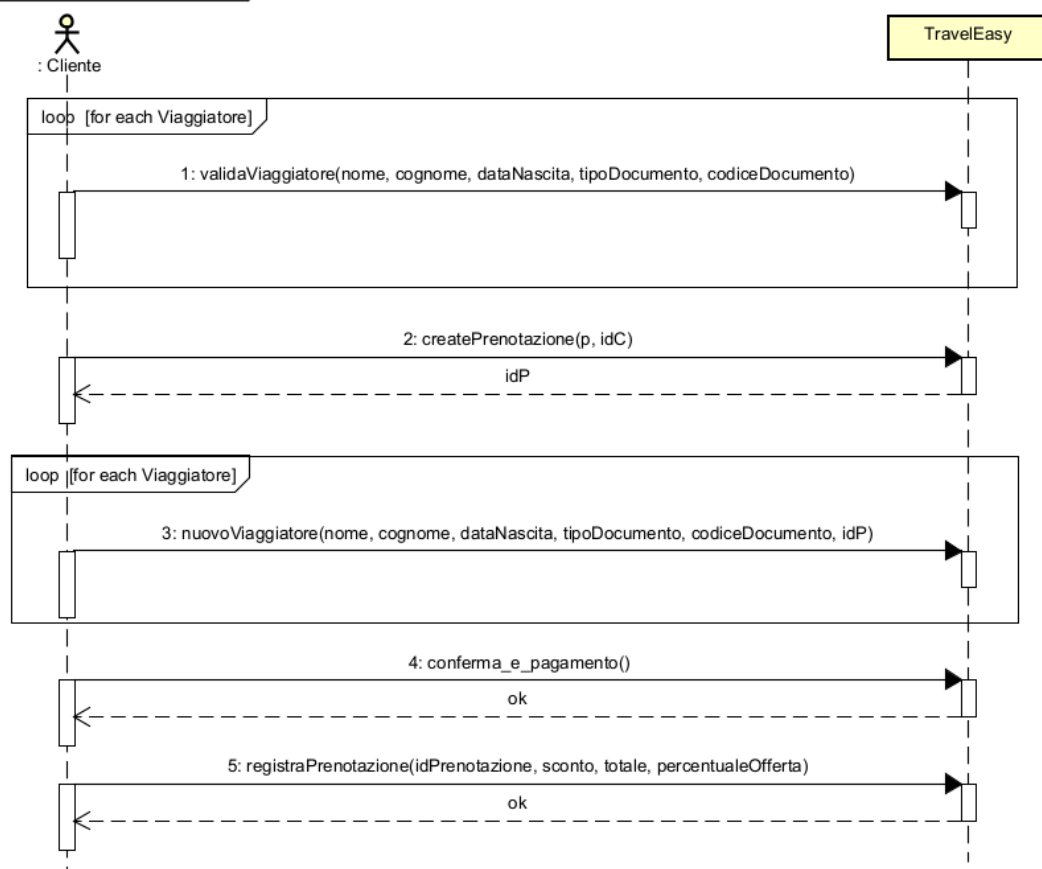 TravelEasy
: Cliente
loop [for each Viaggiatore]
1: validaViaggiatore(nome, cognome, dataNascita, tipoDocumento, codiceDocumento)
2: createPrenotazione(p, idC)
idP
loop [for each Viaggiatore]
3: nuovoViaggiatore(nome, cognome, dataNascita, tipoDocumento, codiceDocumento, idP)
4: conferma_e_pagamento()
ok
5: registraPrenotazione(idPrenotazione, sconto, totale, percentualeOfferta)
ok